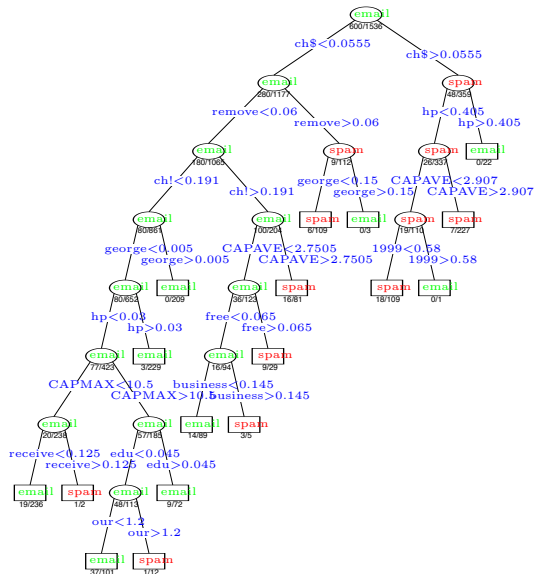 email
600/1536
ch$<0.0555
ch$>0.0555
email
280/1177
spam
48/359
remove<0.06
remove>0.06
hp<0.405
hp>0.405
email
180/1065
spam
9/112
spam
26/337
email
0/22
ch!<0.191
ch!>0.191
george<0.15
george>0.15
CAPAVE<2.907
CAPAVE>2.907
email
80/861
email
100/204
spam
6/109
email
0/3
spam
19/110
spam
7/227
george<0.005
george>0.005
CAPAVE<2.7505
CAPAVE>2.7505
1999<0.58
1999>0.58
email
80/652
email
0/209
email
36/123
spam
16/81
spam
18/109
email
0/1
hp<0.03
hp>0.03
free<0.065
free>0.065
email
77/423
email
3/229
email
16/94
spam
9/29
CAPMAX<10.5
CAPMAX>10.5
business<0.145
business>0.145
email
20/238
email
57/185
email
14/89
spam
3/5
receive<0.125
receive>0.125
edu<0.045
edu>0.045
email
19/236
spam
1/2
email
48/113
email
9/72
our<1.2
our>1.2
email
37/101
spam
1/12